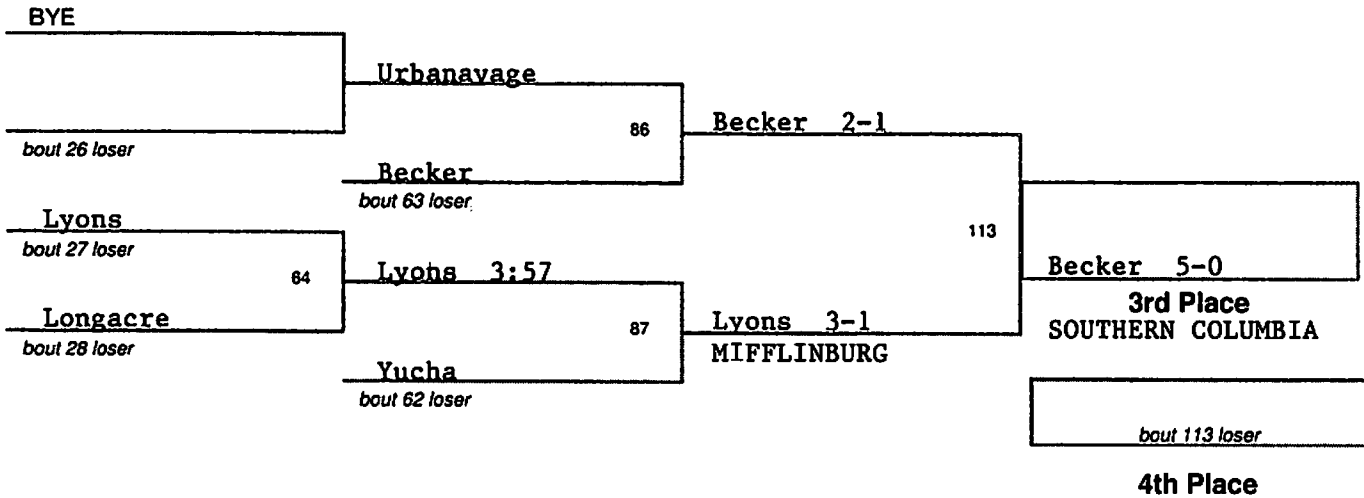 BYE
Urbanavage
86
Becker 2-1
bout 26 loser
Becker
bout 63 loser
Lyons
bout 27 loser
113
64
Lyons 3:57
Becker 5-0
3rd Place
SOUTHERN COLUMBIA
Longacre
bout 28 loser
87
Lyons 3-1
MIFFLINBURG
Yucha
bout 62 loser
bout 113 loser
4th Place